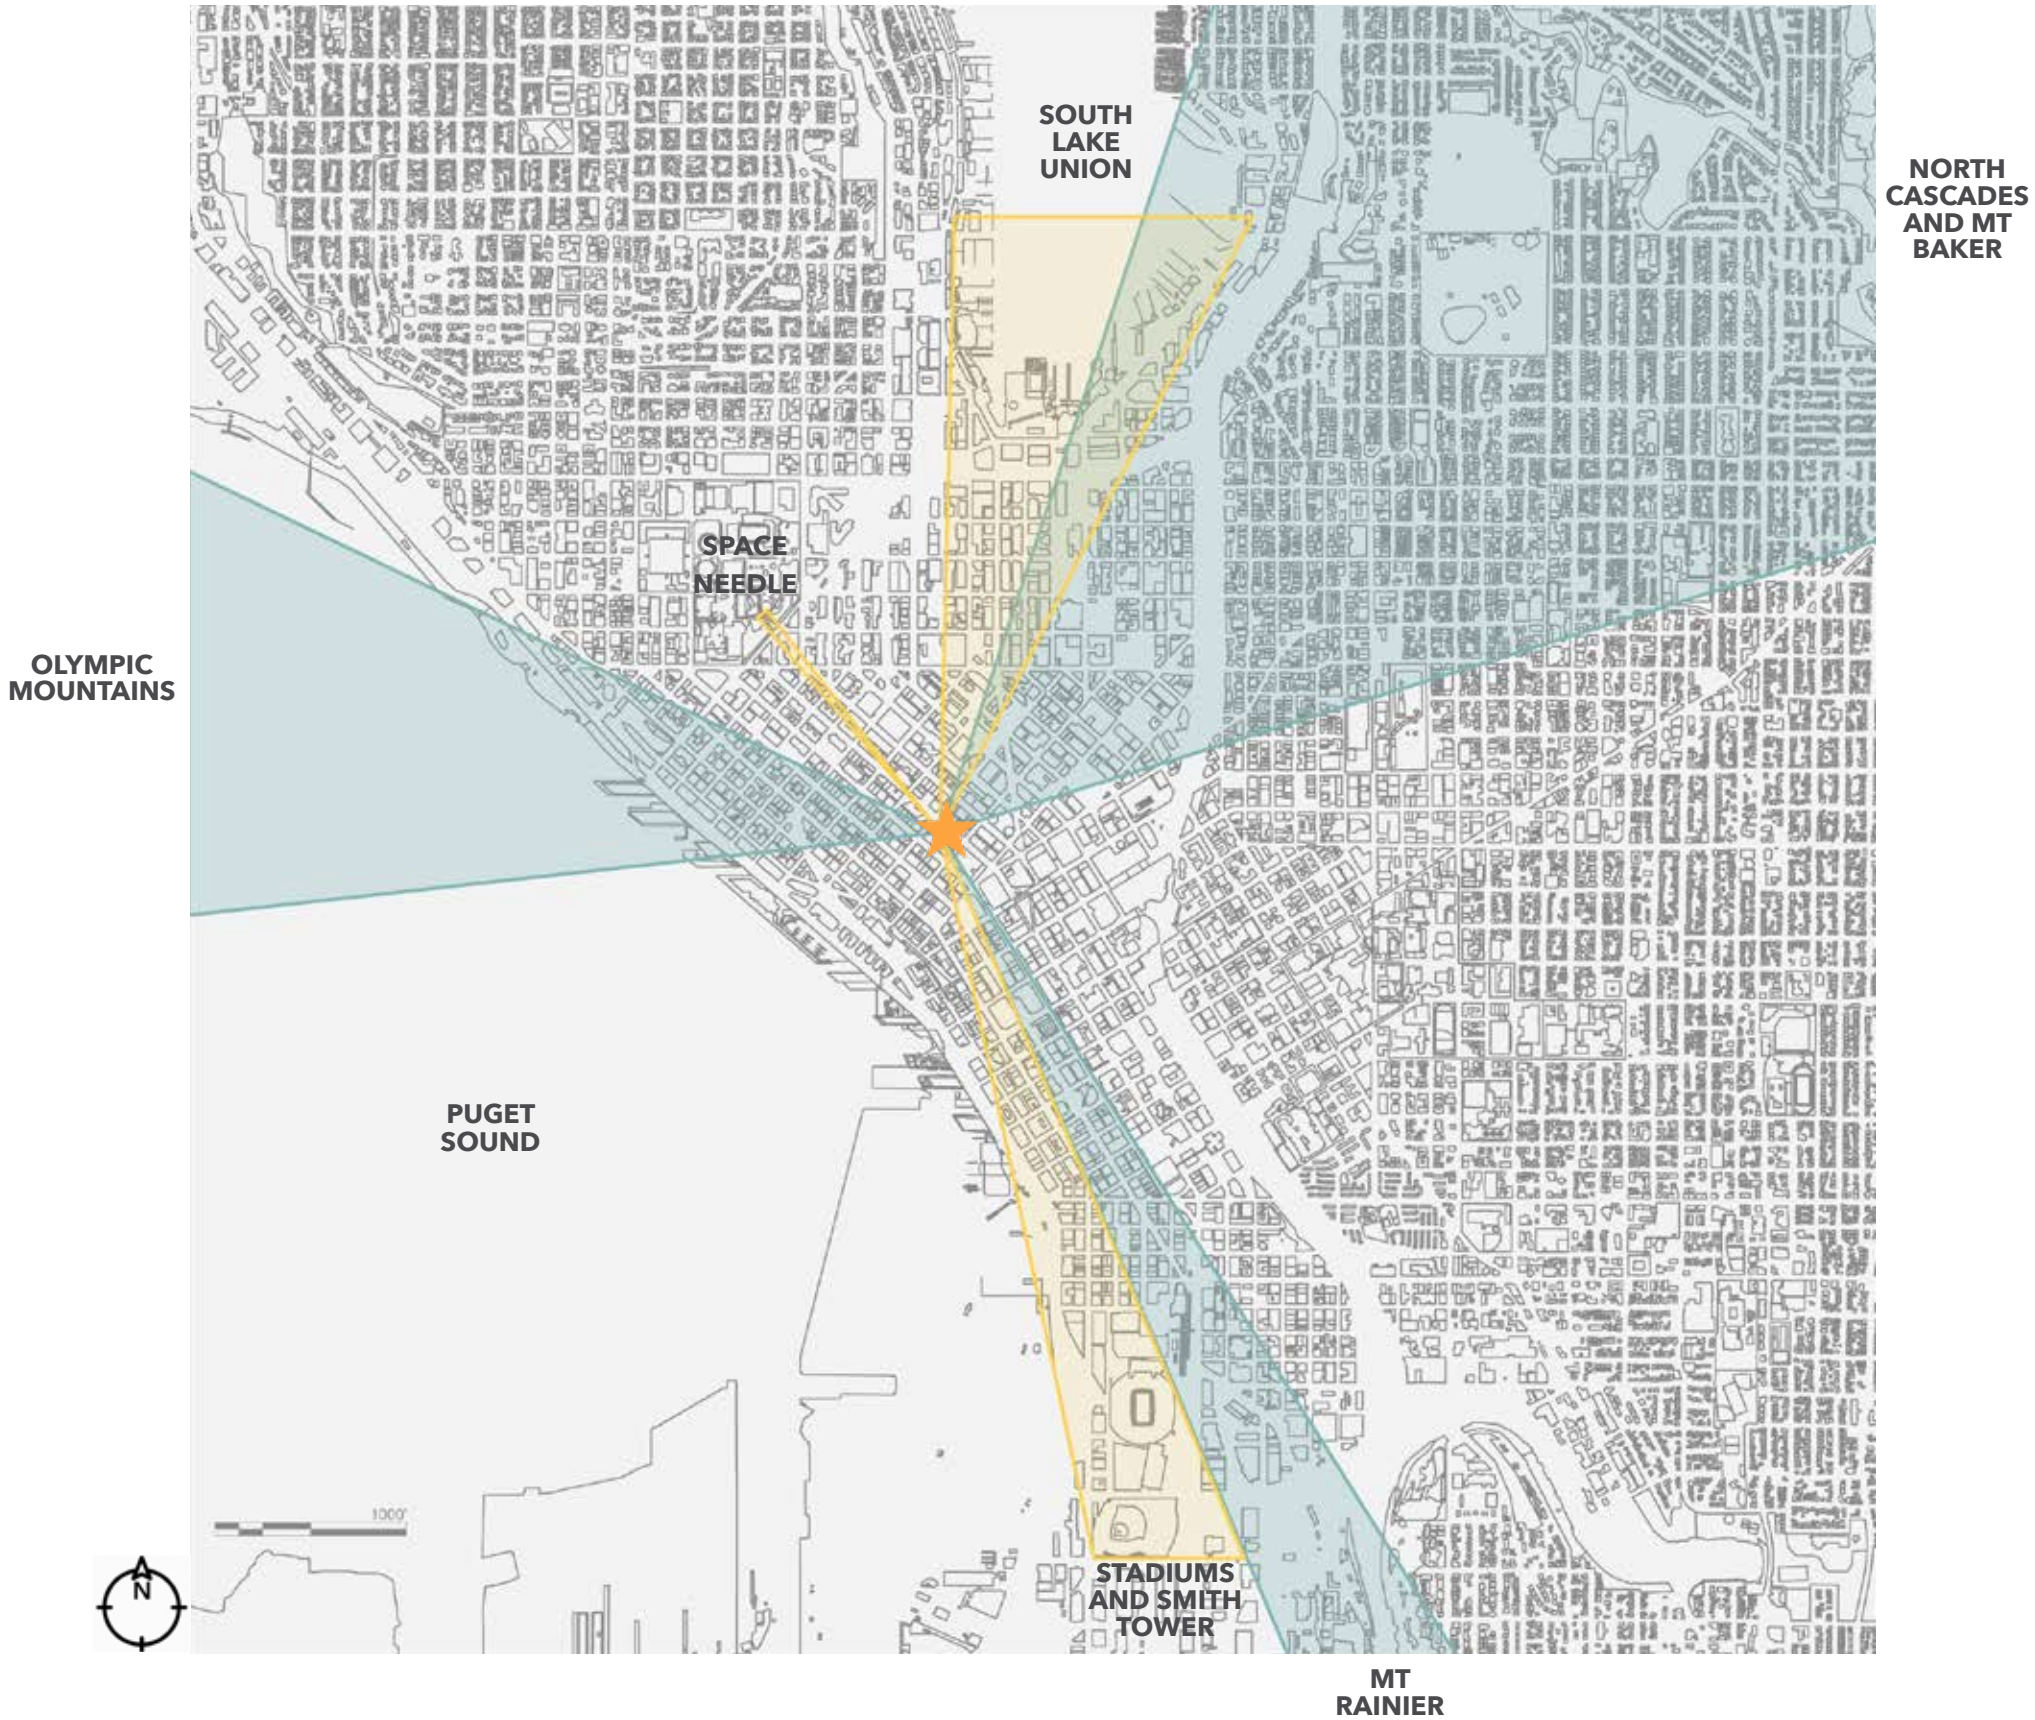 SOUTH
LAKE
UNION
NORTH
CASCADES
AND MT
BAKER
SPACE
NEEDLE
OLYMPIC
MOUNTAINS
PUGET
SOUND
1000'
N
STADIUMS
AND SMITH
TOWER
MT
RAINIER